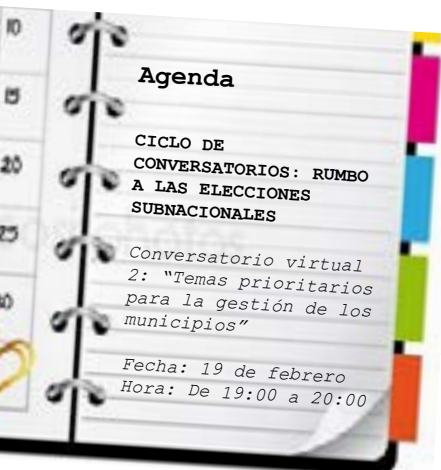 10
15
20
25
30
Agenda
CICLO DE
CONVERSATORIOS: RUMBO
A LAS ELECCIONES
SUBNACIONALES
Conversatorio virtual
2: “Temas prioritarios
para la gestión de los
municipios”
Fecha: 19 de febrero
Hora: De 19:00 a 20:00